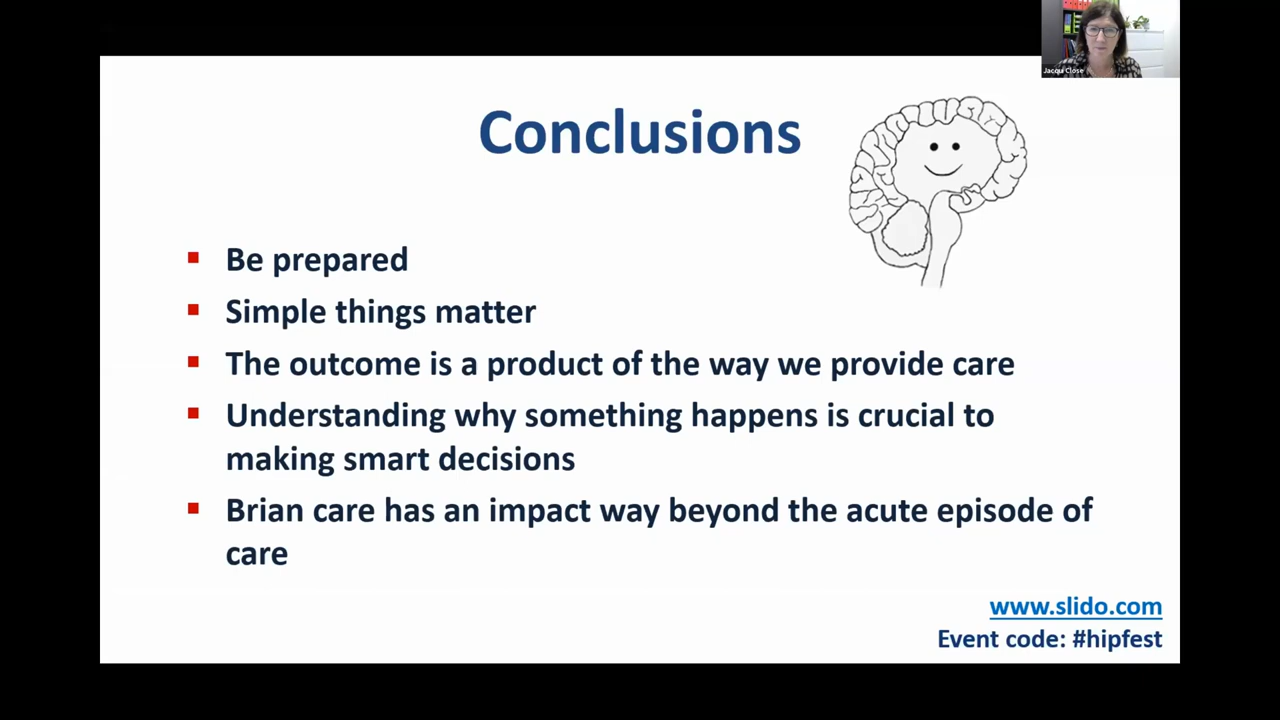 Jacqui Close
Conclusions
Be prepared
Simple things matter
The outcome is a product of the way we provide care
Understanding why something happens is crucial to
making smart decisions
Brian care has an impact way beyond the acute episode of
care
www.slido.com
Event code: #hipfest